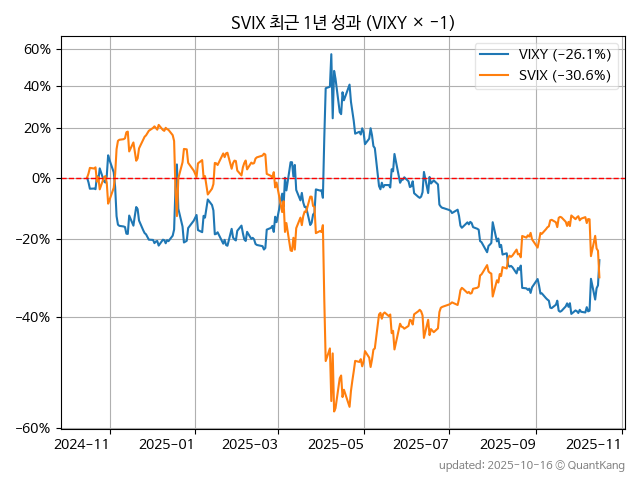 SVIX 최근 1년 성과 (VIXY × -1)
VIXY (-26.1%)
SVIX (-30.6%)
60%
40%
20%
0%
-20%
-40%
-60%
2024-11 2025-01 2025-03 2025-05 2025-07 2025-09 2025-11
updated: 2025-10-16 © QuantKang